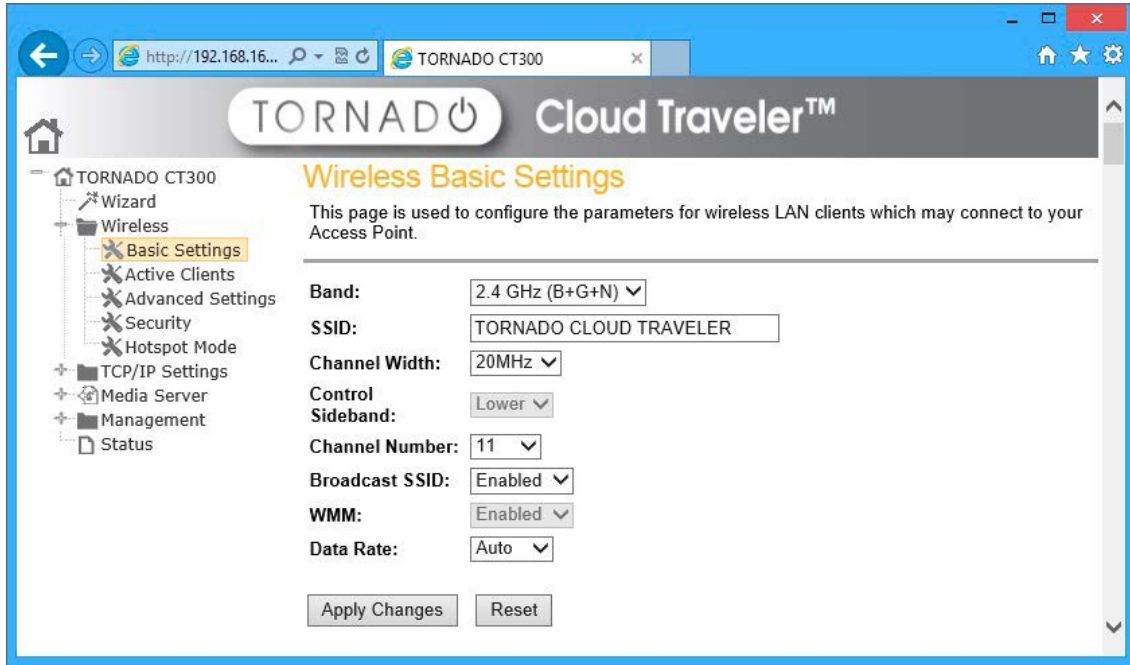 http://192.168.16...
TORNADO CT300
TORNADO Cloud Traveler™
TORNADO CT300
Wizard
Wireless
Basic Settings
Active Clients
Advanced Settings
Security
Hotspot Mode
TCP/IP Settings
Media Server
Management
Status
Wireless Basic Settings
This page is used to configure the parameters for wireless LAN clients which may connect to your
Access Point.
Band: 2.4 GHz (B+G+N)
SSID: TORNADO CLOUD TRAVELER
Channel Width: 20MHz
Control
Sideband: Lower
Channel Number: 11
Broadcast SSID: Enabled
WMM: Enabled
Data Rate: Auto
Apply Changes Reset